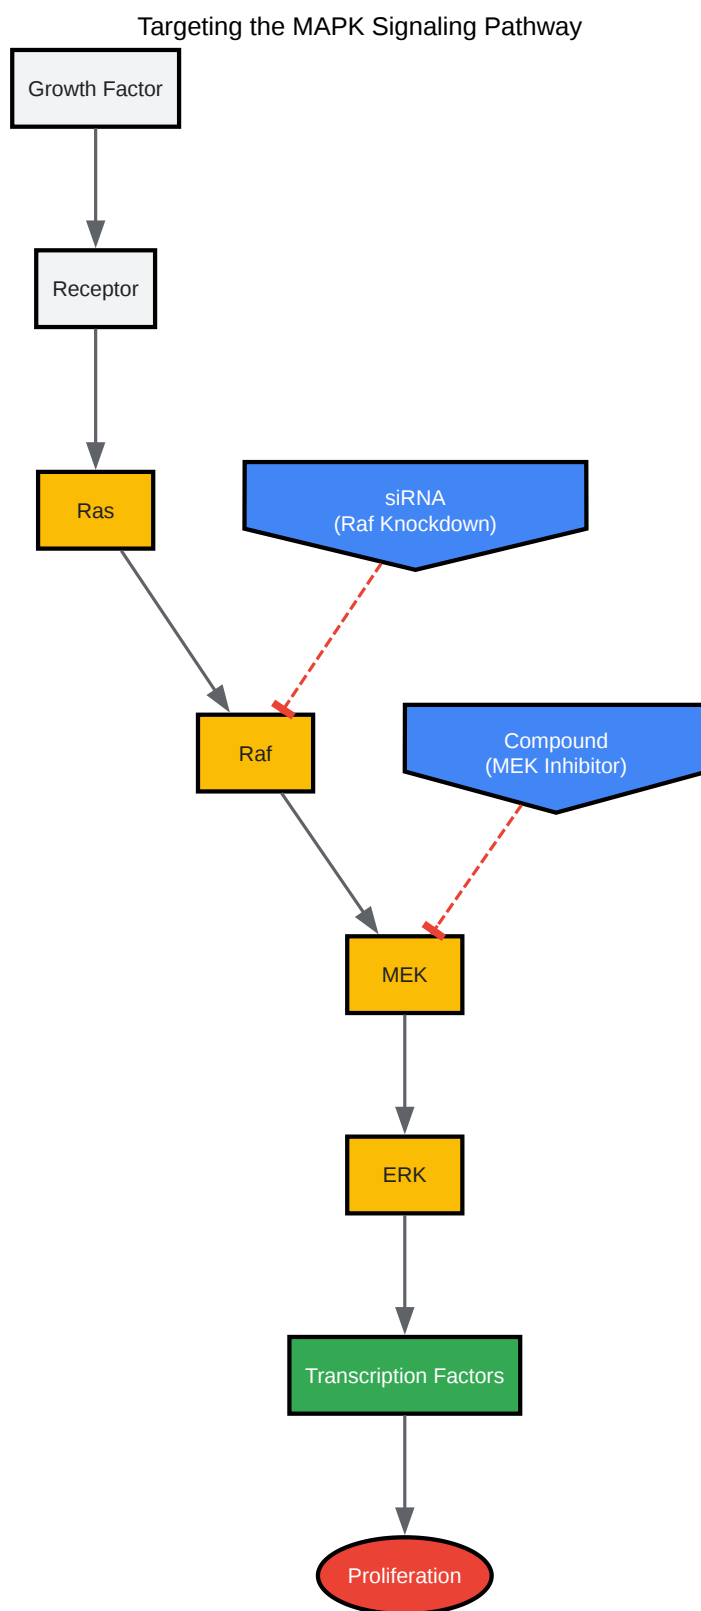 Targeting the MAPK Signaling Pathway
Growth Factor
Receptor
Ras
siRNA
(Raf Knockdown)
Raf
Compound
(MEK Inhibitor)
MEK
ERK
Transcription Factors
Proliferation